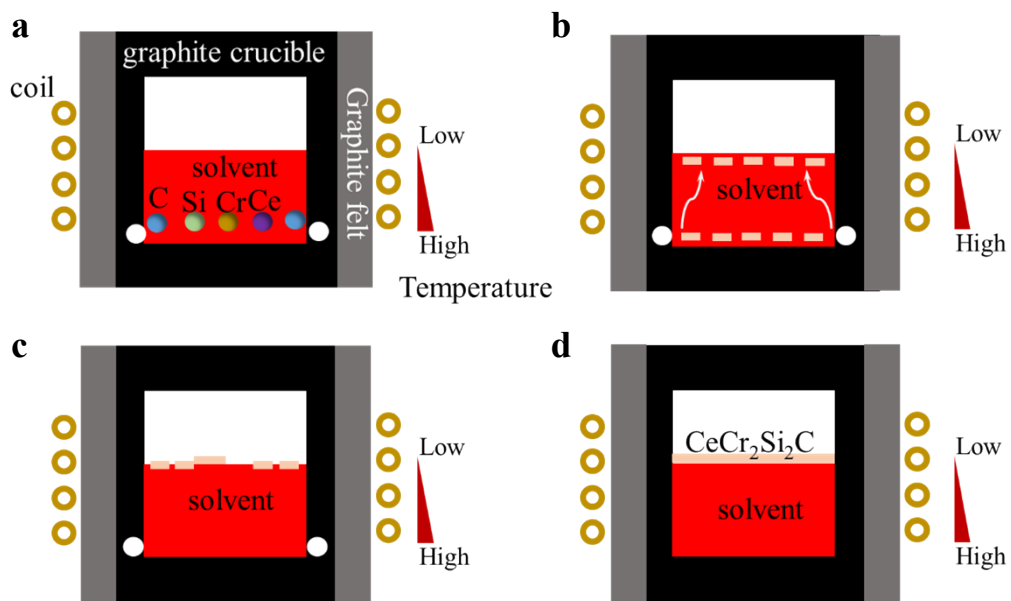 a
graphite crucible
coil
Graphite felt
solvent
C Si Cr Ce
Low
High
Temperature
b
solvent
Low
High
c
solvent
Low
High
d
CeCr₂Si₂C
solvent
Low
High